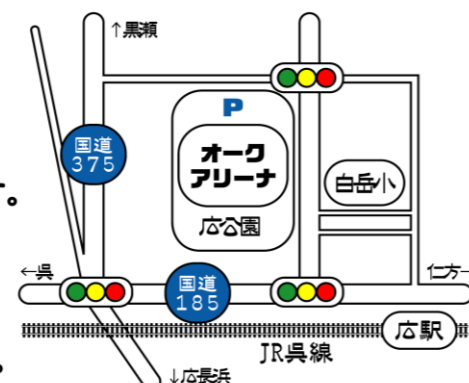 ↑黒瀬
P
オーク
アリーナ
広公園
国道
375
白岳小
。
←呉
国道
185
仁方→
広駅
JR呉線
↓広長浜
。